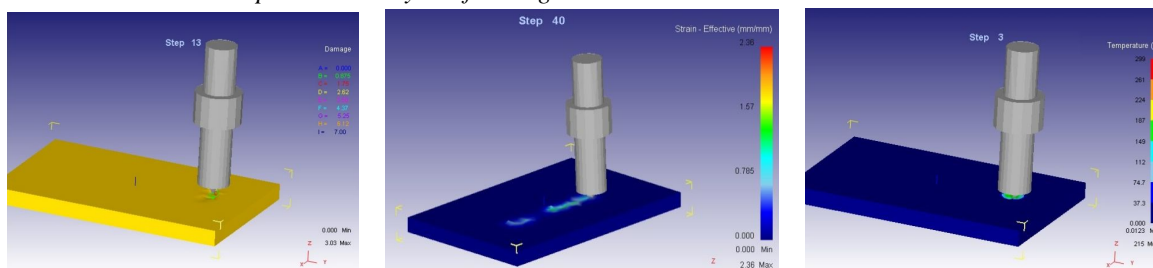 Step 13
Damage
A = 0.000
B = 0.875
D = 2.62
F = 4.37
G = 5.25
H = 6.12
I = 7.00
0.000 Min
3.03 Max
Z
X Y
Step 40
Strain - Effective (mm/mm)
2.36
1.57
0.785
0.000
0.000 Min
2.36 Max
Z
Step 3
Temperature (
299
261
224
187
149
112
74.7
37.3
0.000
0.0123 M
215 Min
Z
X Y